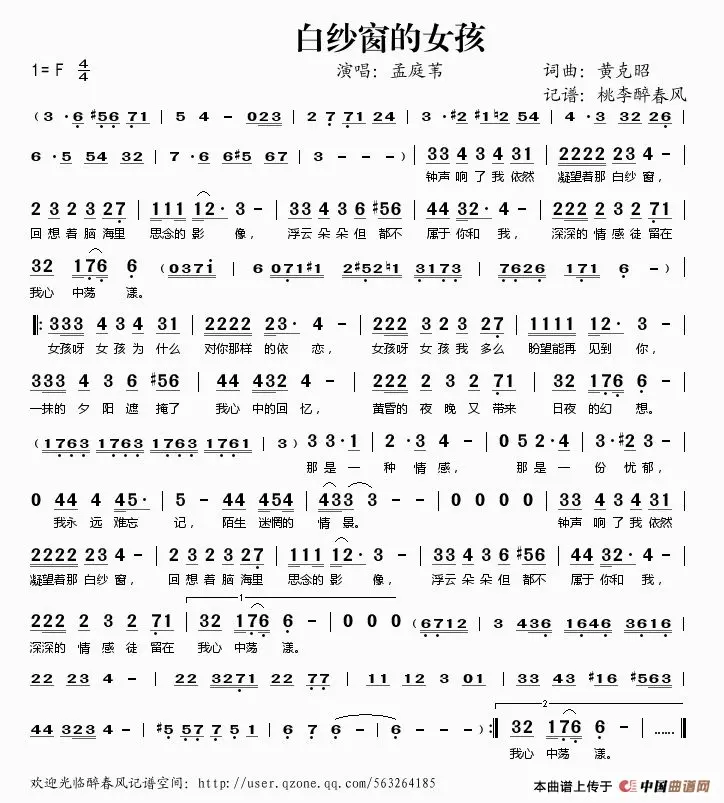 白纱窗的女孩
1= F 4/4 演唱：孟庭苇 词曲：黄克昭
记谱：桃李醉春风
(3 · 6 #56 71 | 5 4 - 023 | 2 7 71 27 | 3 · #2 #1♮2 54 | 4 · 3 32 26 |
6 · 5 54 32 | 7 · 6 6#5 67 | 3 - - - ) | 33 4 3 4 31 | 2222 23 4 - |
钟声 响了我依然 凝望着那白纱窗，
2 3 2 3 27 | 111 12 · 3 - | 33 4 3 6 #56 | 44 32 · 4 - | 222 2 3 2 71 |
回想着脑海里 思念的影 像， 浮云朵朵但都不 属于你和 我， 深深的情感徒留在
32 176 6 (037i | 6 071#1 2#52♮1 3173 | 7626 171 6 - )|
我心 中荡 漾。
‖: 333 4 3 4 31 | 2222 23 · 4 - | 222 3 2 3 27 | 1111 12 · 3 - |
女孩呀女孩为什么 对你那样的依 恋， 女孩呀女孩我多么 盼望能再见到你，
333 4 3 6 #56 | 44 432 4 - | 222 2 3 2 71 | 32 176 6 - |
一抹的夕阳遮掩了 我心中的回忆， 黄昏的夜晚又带来 日夜的幻 想。
(1763 1763 1763 1761 | 3 ) 3 3 · 1 | 2 · 3 4 - | 0 5 2 · 4 | 3 · #2 3 - |
那是一 种情感， 那是一 份忧郁，
0 44 4 45 · | 5 - 44 454 | 433 3 - | 0 0 0 0 | 33 4 3 4 31 |
我永远难忘 记， 陌生迷惘的 情景。 钟声 响了我依然
2222 23 4 - | 2 3 2 3 27 | 111 12 · 3 - | 33 4 3 6 #56 | 44 32 · 4 - |
凝望着那白纱窗， 回想着脑海里 思念的影 像， 浮云朵朵但都不 属于你和 我，
1
222 2 3 2 71 | 32 176 6 - | 0 0 0 (6712 | 3 436 1646 3616 |
深深的情感徒留在 我心 中荡 漾。
22 23 4 - | 22 3271 22 77 | 11 12 3 01 | 33 43 #16 #563 |
2
44 323 4 - | #5 57 7 5 1 | 6 7 6 - | 6 - - - ) :‖ 32 176 6 - | ......‖
我心 中荡 漾。
欢迎光临醉春风记谱空间: http://user.qzone.qq.com/563264185
本曲谱上传于 中国曲谱网